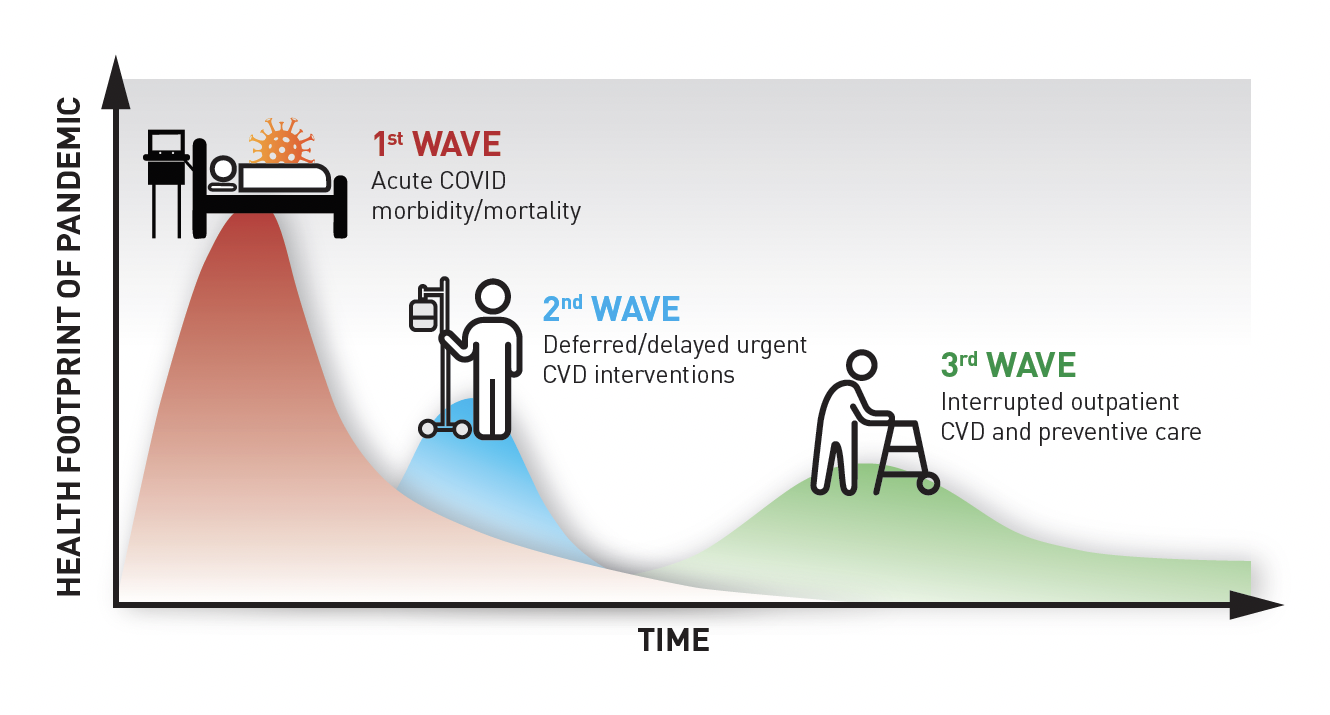 HEALTH FOOTPRINT OF PANDEMIC
1st WAVE
Acute COVID
morbidity/mortality
2nd WAVE
Deferred/delayed urgent
CVD interventions
3rd WAVE
Interrupted outpatient
CVD and preventive care
TIME